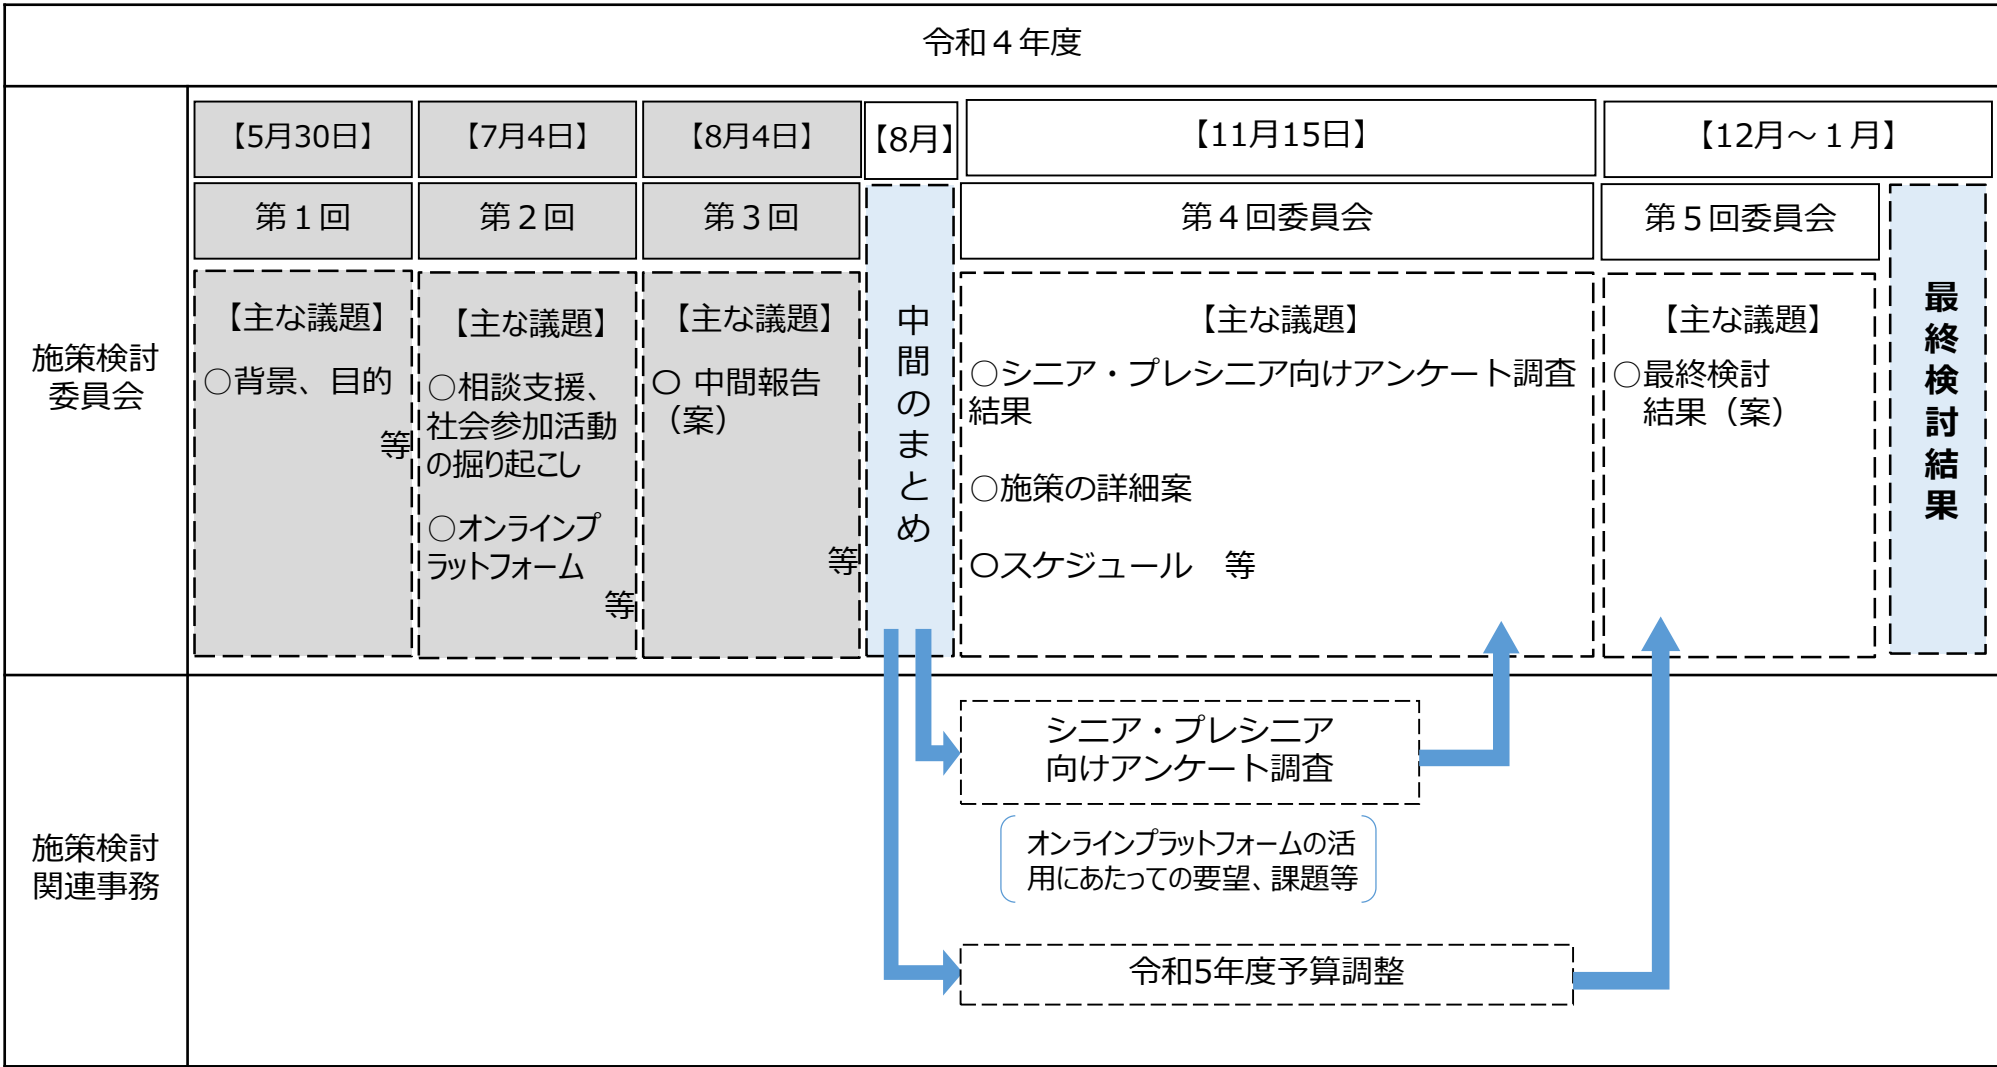 令和４年度
施策検討
委員会
【5月30日】
【7月4日】
【8月4日】
【8月】
【11月15日】
【12月～１月】
第１回
第２回
第３回
第４回委員会
第５回委員会
【主な議題】
○背景、目的
等
【主な議題】
○相談支援、
社会参加活動
の掘り起こし
○オンラインプ
ラットフォーム
等
【主な議題】
〇 中間報告
（案）
等
中間のまとめ
【主な議題】
○シニア・プレシニア向けアンケート調査
結果
○施策の詳細案
〇スケジュール　等
【主な議題】
○最終検討
結果（案）
最終検討結果
施策検討
関連事務
シニア・プレシニア
向けアンケート調査
オンラインプラットフォームの活
用にあたっての要望、課題等
令和5年度予算調整